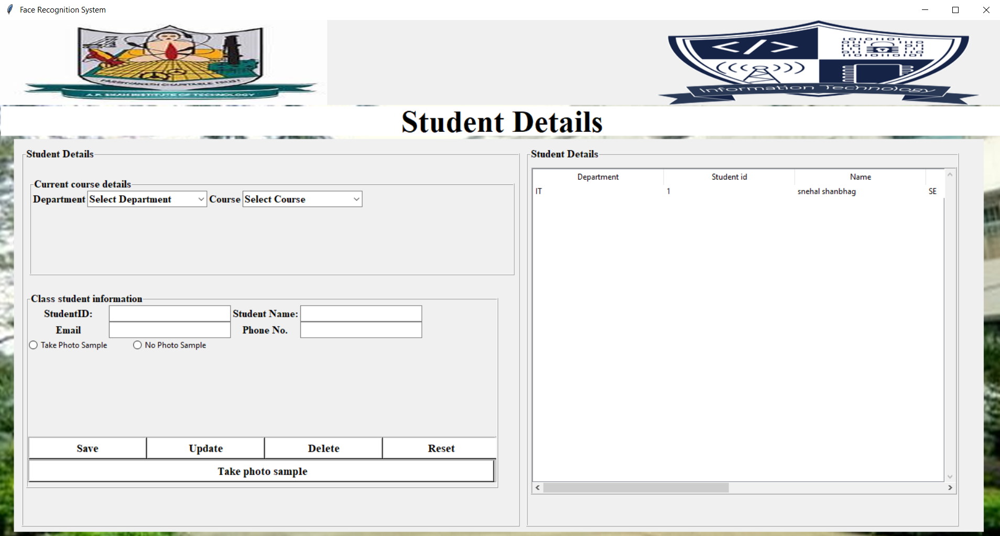 Face Recognition System
</>
PARSHVANATH CHARITABLE TRUST
A.P. SHAH INSTITUTE OF TECHNOLOGY
Information Technology
Student Details
Student Details
Current course details
Department Select Department Course Select Course
Class student information
StudentID: Student Name:
Email Phone No.
Take Photo Sample No Photo Sample
Save Update Delete Reset
Take photo sample
Student Details
Department Student id Name
IT 1 snehal shanbhag SE